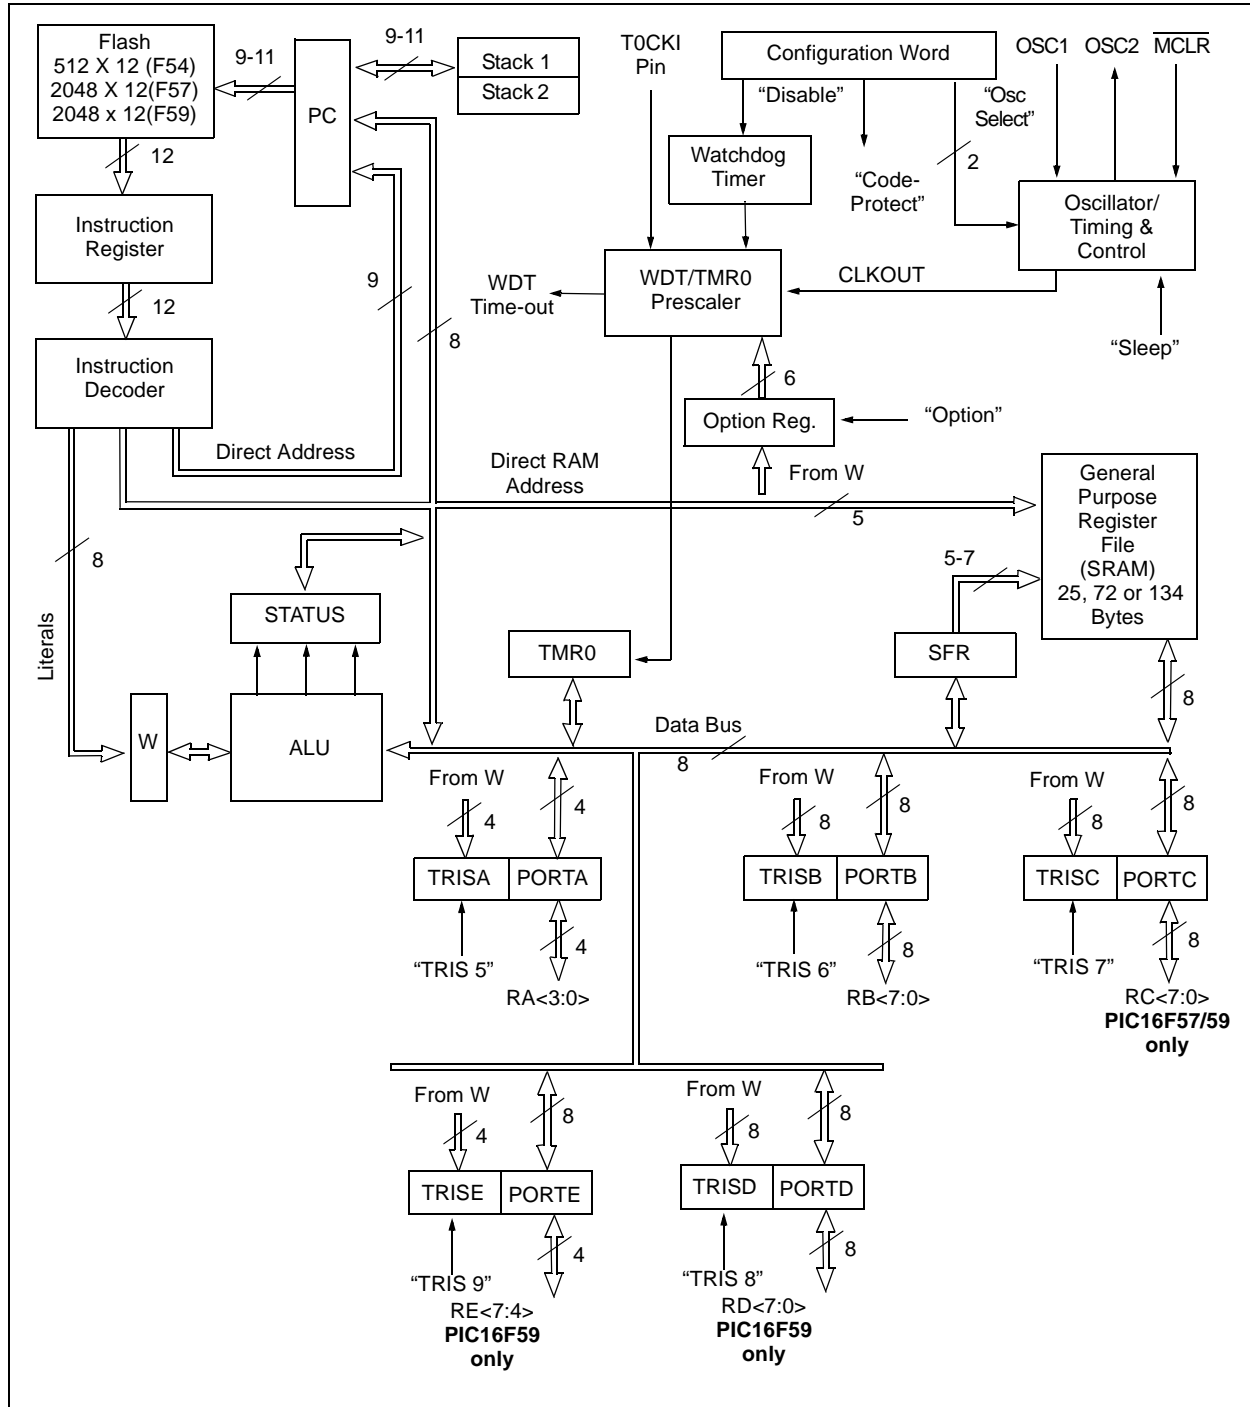 Flash
512 X 12 (F54)
2048 X 12(F57)
2048 x 12(F59)
9-11
PC
9-11
Stack 1
Stack 2
T0CKI
Pin
Configuration Word
OSC1
OSC2
MCLR
“Disable”
“Osc
Select”
12
Watchdog
Timer
“Code-
Protect”
2
Oscillator/
Timing &
Control
Instruction
Register
9
8
WDT
Time-out
WDT/TMR0
Prescaler
CLKOUT
12
“Sleep”
Instruction
Decoder
6
Option Reg.
“Option”
Direct Address
Direct RAM
Address
From W
5
General
Purpose
Register
File
(SRAM)
25, 72 or 134
Bytes
8
Literals
5-7
STATUS
TMR0
SFR
8
W
ALU
Data Bus
8
From W
4
4
From W
8
8
From W
8
8
TRISA
PORTA
TRISB
PORTB
TRISC
PORTC
4
8
8
“TRIS 5”
“TRIS 6”
“TRIS 7”
RA<3:0>
RB<7:0>
RC<7:0>
PIC16F57/59
only
From W
4
8
From W
8
8
TRISE
PORTE
TRISD
PORTD
4
8
“TRIS 9”
“TRIS 8”
RE<7:4>
PIC16F59
only
RD<7:0>
PIC16F59
only